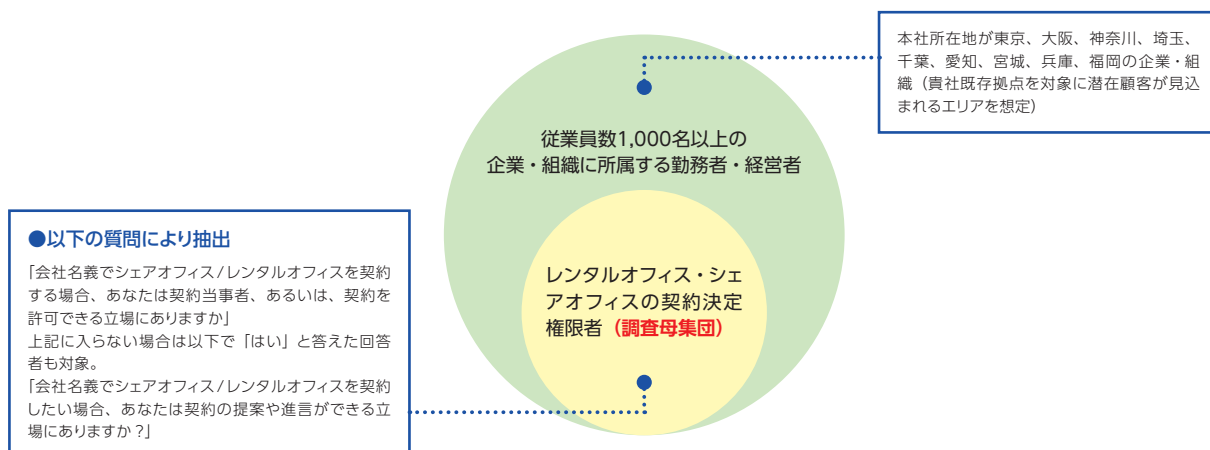 本社所在地が東京、大阪、神奈川、埼玉、
千葉、愛知、宮城、兵庫、福岡の企業・組
織（貴社既存拠点を対象に潜在顧客が見込
まれるエリアを想定)
従業員数1,000名以上の
企業・組織に所属する勤務者・経営者
●以下の質問により抽出
「会社名義でシェアオフィス/レンタルオフィスを契約
する場合、あなたは契約当事者、あるいは、契約を
許可できる立場にありますか」
上記に入らない場合は以下で「はい」と答えた回答
者も対象。
「会社名義でシェアオフィス/レンタルオフィスを契約
したい場合、あなたは契約の提案や進言ができる立
場にありますか？」
レンタルオフィス・シェ
アオフィスの契約決定
権限者（調査母集団）